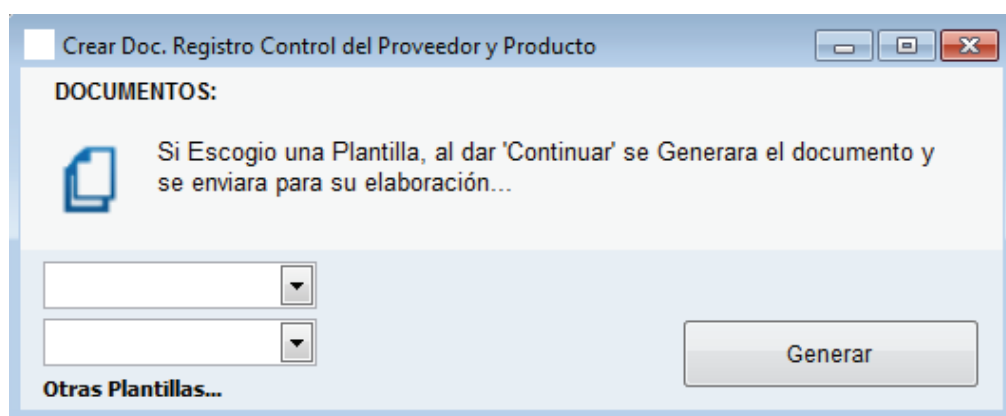 Crear Doc. Registro Control del Proveedor y Producto
DOCUMENTOS:
Si Escogio una Plantilla, al dar 'Continuar' se Generara el documento y
se enviara para su elaboración...
Generar
Otras Plantillas...